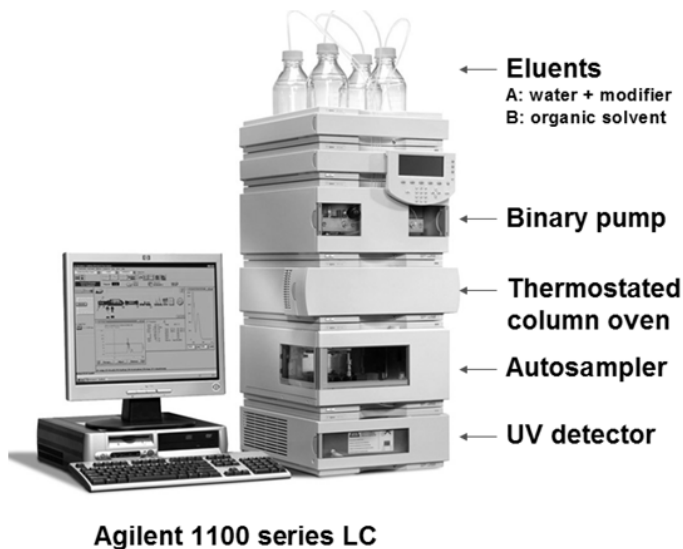 Eluents
A: water + modifier
B: organic solvent
Binary pump
Thermostated
column oven
Autosampler
UV detector
Agilent 1100 series LC